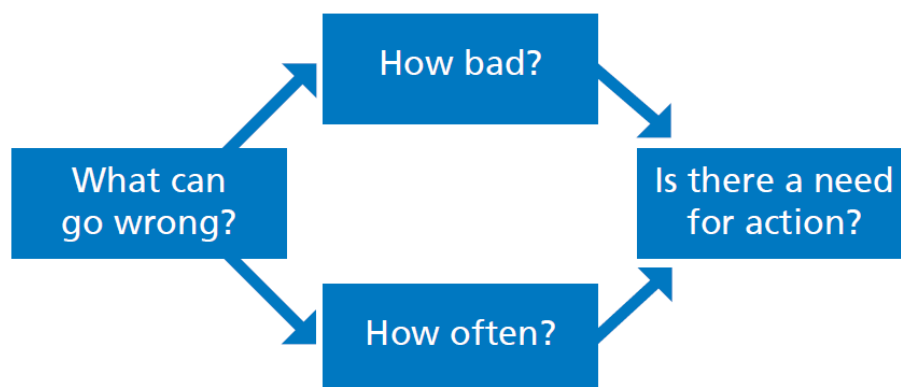 How bad?
What can
go wrong?
Is there a need
for action?
How often?